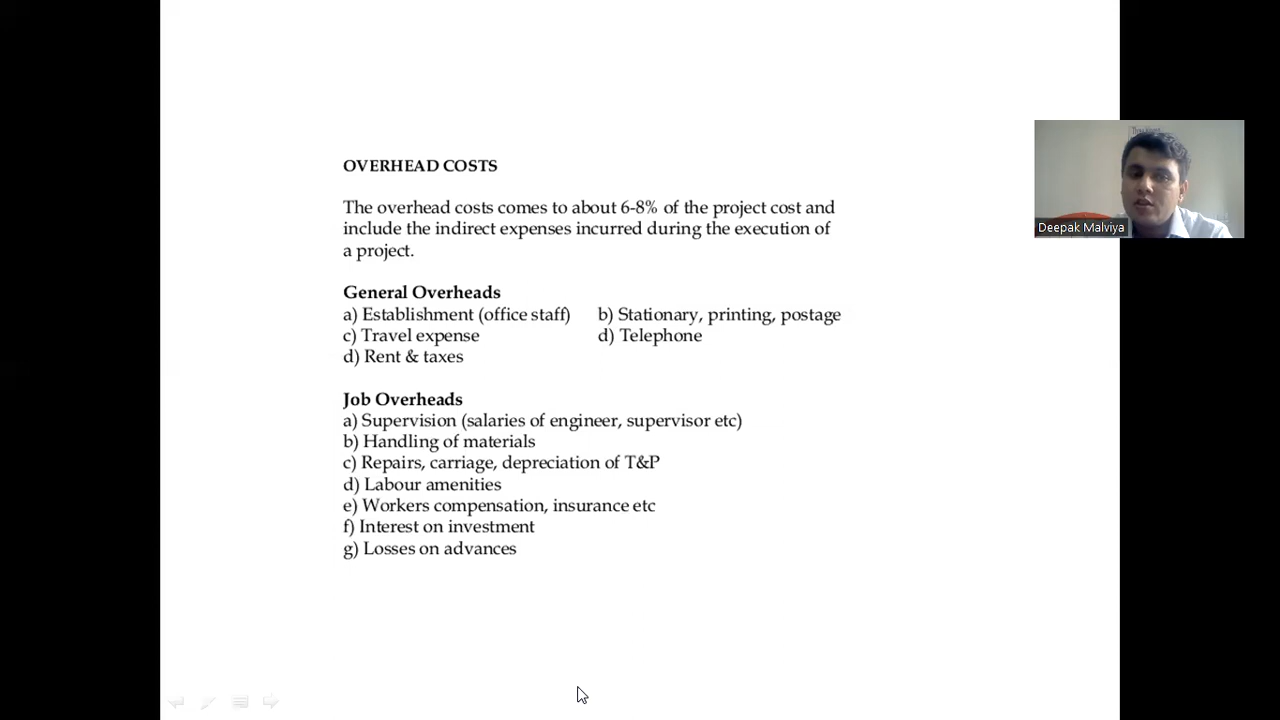 OVERHEAD COSTS
The overhead costs comes to about 6-8% of the project cost and
include the indirect expenses incurred during the execution of
a project.
General Overheads
a) Establishment (office staff) b) Stationary, printing, postage
c) Travel expense d) Telephone
d) Rent & taxes
Job Overheads
a) Supervision (salaries of engineer, supervisor etc)
b) Handling of materials
c) Repairs, carriage, depreciation of T&P
d) Labour amenities
e) Workers compensation, insurance etc
f) Interest on investment
g) Losses on advances
Deepak Malviya